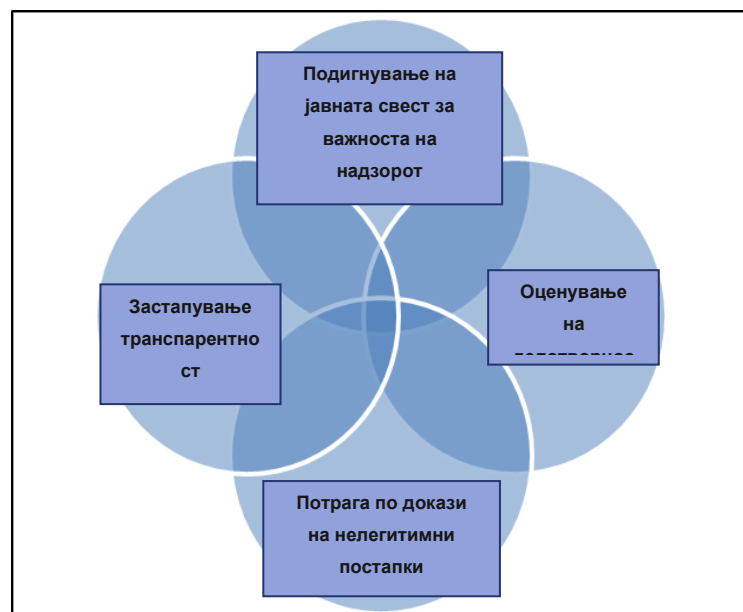 Подигнување на
јавната свест за
важноста на
надзорот
Застапување
транспарентно
ст
Оценување
на
Потрага по докази
на нелегитимни
постапки